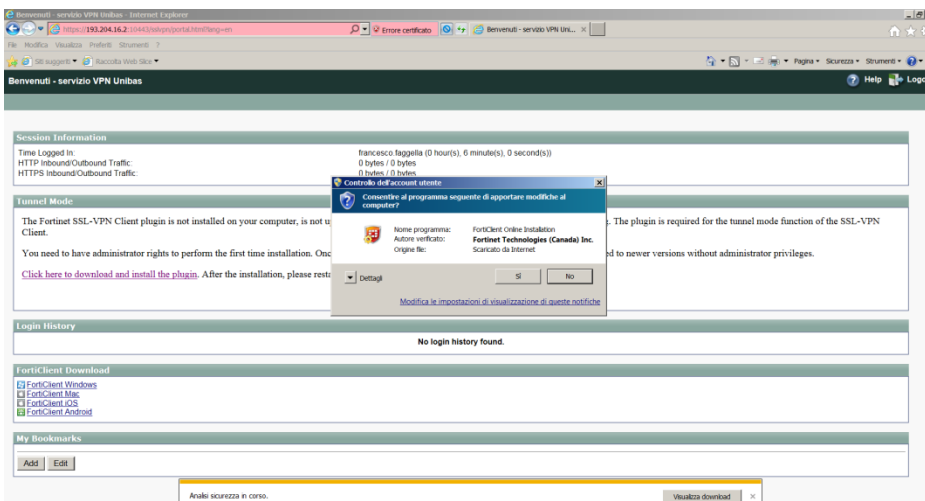 Benvenuti - servizio VPN Unibas - Internet Explorer
https://193.204.16.2:10443/sslvpn/portal.html?lang=en
Errore certificato
Benvenuti - servizio VPN Uni... ×
File Modifica Visualizza Preferiti Strumenti ?
Siti suggeriti
Raccolta Web Slice
Pagina
Sicurezza
Strumenti
Benvenuti - servizio VPN Unibas
Help
Logo
Session Information
Time Logged In:
francesco.faggella (0 hour(s), 6 minute(s), 0 second(s))
HTTP Inbound/Outbound Traffic:
0 bytes / 0 bytes
HTTPS Inbound/Outbound Traffic:
0 bytes / 0 bytes
Controllo dell'account utente
Consentire al programma seguente di apportare modifiche al
computer?
Nome programma: FortiClient Online Installation
Autore verificato: Fortinet Technologies (Canada) Inc.
Origine file: Scaricato da Internet
Dettagli
Sì
No
Modifica le impostazioni di visualizzazione di queste notifiche
Tunnel Mode
The Fortinet SSL-VPN Client plugin is not installed on your computer, is not u
. The plugin is required for the tunnel mode function of the SSL-VPN
Client.
You need to have administrator rights to perform the first time installation. Onc
ed to newer versions without administrator privileges.
Click here to download and install the plugin. After the installation, please resta
Login History
No login history found.
FortiClient Download
FortiClient Windows
FortiClient Mac
FortiClient iOS
FortiClient Android
My Bookmarks
Add
Edit
Analisi sicurezza in corso.
Visualizza download ×